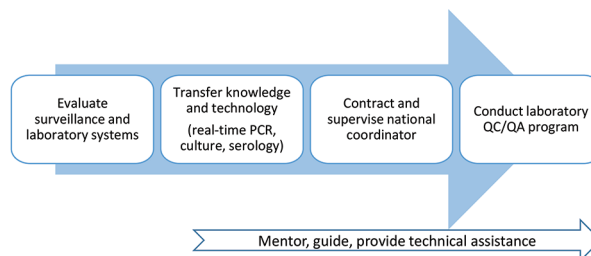 Evaluate
surveillance and
laboratory systems
Transfer knowledge
and technology
(real-time PCR,
culture, serology)
Contract and
supervise national
coordinator
Conduct laboratory
QC/QA program
Mentor, guide, provide technical assistance